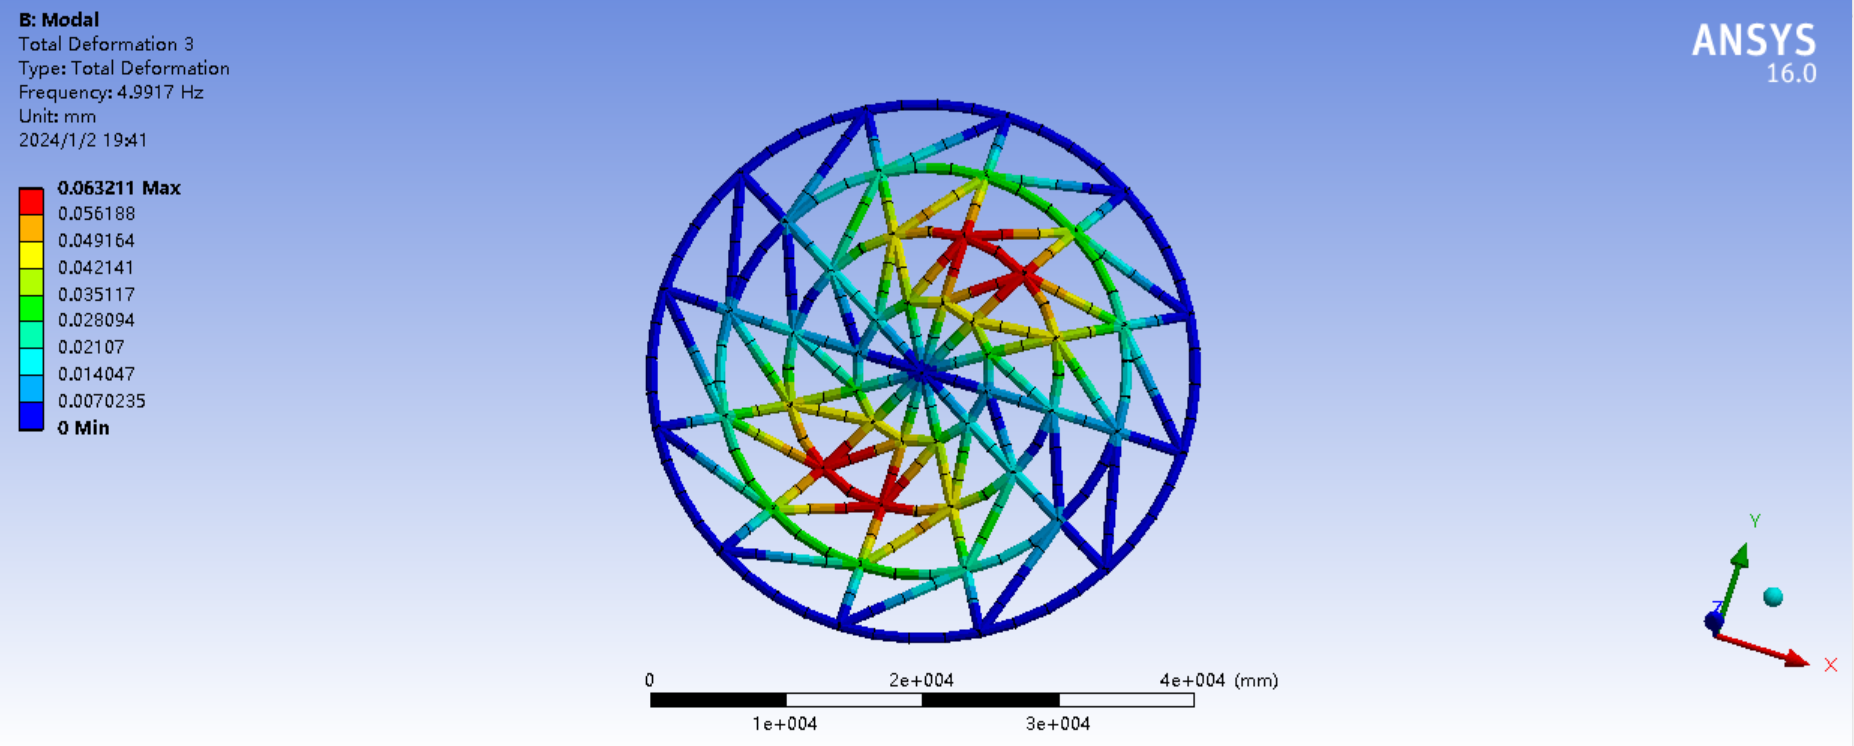 B: Modal
Total Deformation 3
Type: Total Deformation
Frequency: 4.9917 Hz
Unit: mm
2024/1/2 19:41
0.063211 Max
0.056188
0.049164
0.042141
0.035117
0.028094
0.02107
0.014047
0.0070235
0 Min
ANSYS
16.0
Y
Z
X
0 2e+004 4e+004 (mm)
1e+004 3e+004